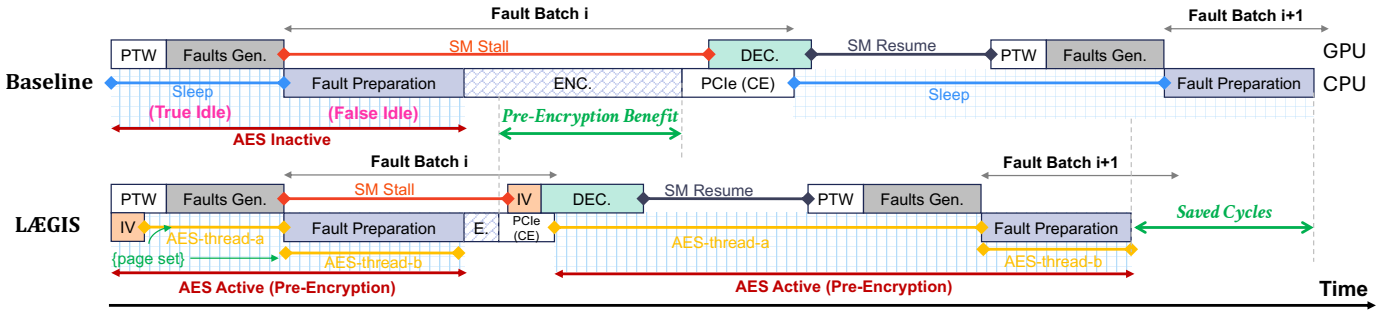 Fault Batch i
Fault Batch i+1
PTW
Faults Gen.
SM Stall
DEC.
SM Resume
PTW
Faults Gen.
GPU
Baseline
Sleep
Fault Preparation
ENC.
PCIe (CE)
Sleep
Fault Preparation
CPU
(True Idle)
(False Idle)
Pre-Encryption Benefit
AES Inactive
Fault Batch i
Fault Batch i+1
PTW
Faults Gen.
SM Stall
IV
DEC.
SM Resume
PTW
Faults Gen.
LÆGIS
IV
AES-thread-a
Fault Preparation
E.
PCIe
(CE)
AES-thread-a
Fault Preparation
Saved Cycles
{page set}
AES-thread-b
AES-thread-b
AES Active (Pre-Encryption)
AES Active (Pre-Encryption)
Time